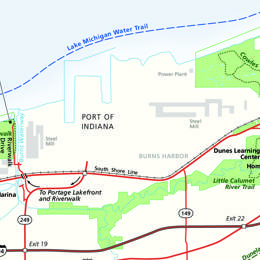 Lake Michigan Water Trail
Cowles
Power Plant
PORT OF
INDIANA
Steel
Mill
Steel
Mill
Riverwalk
Drive
walk
BURNS HARBOR
Dunes Learning
Center
Hom
South Shore Line
Little Calumet
River Trail
To Portage Lakefront
and Riverwalk
arina
249
149
Exit 22
Exit 19